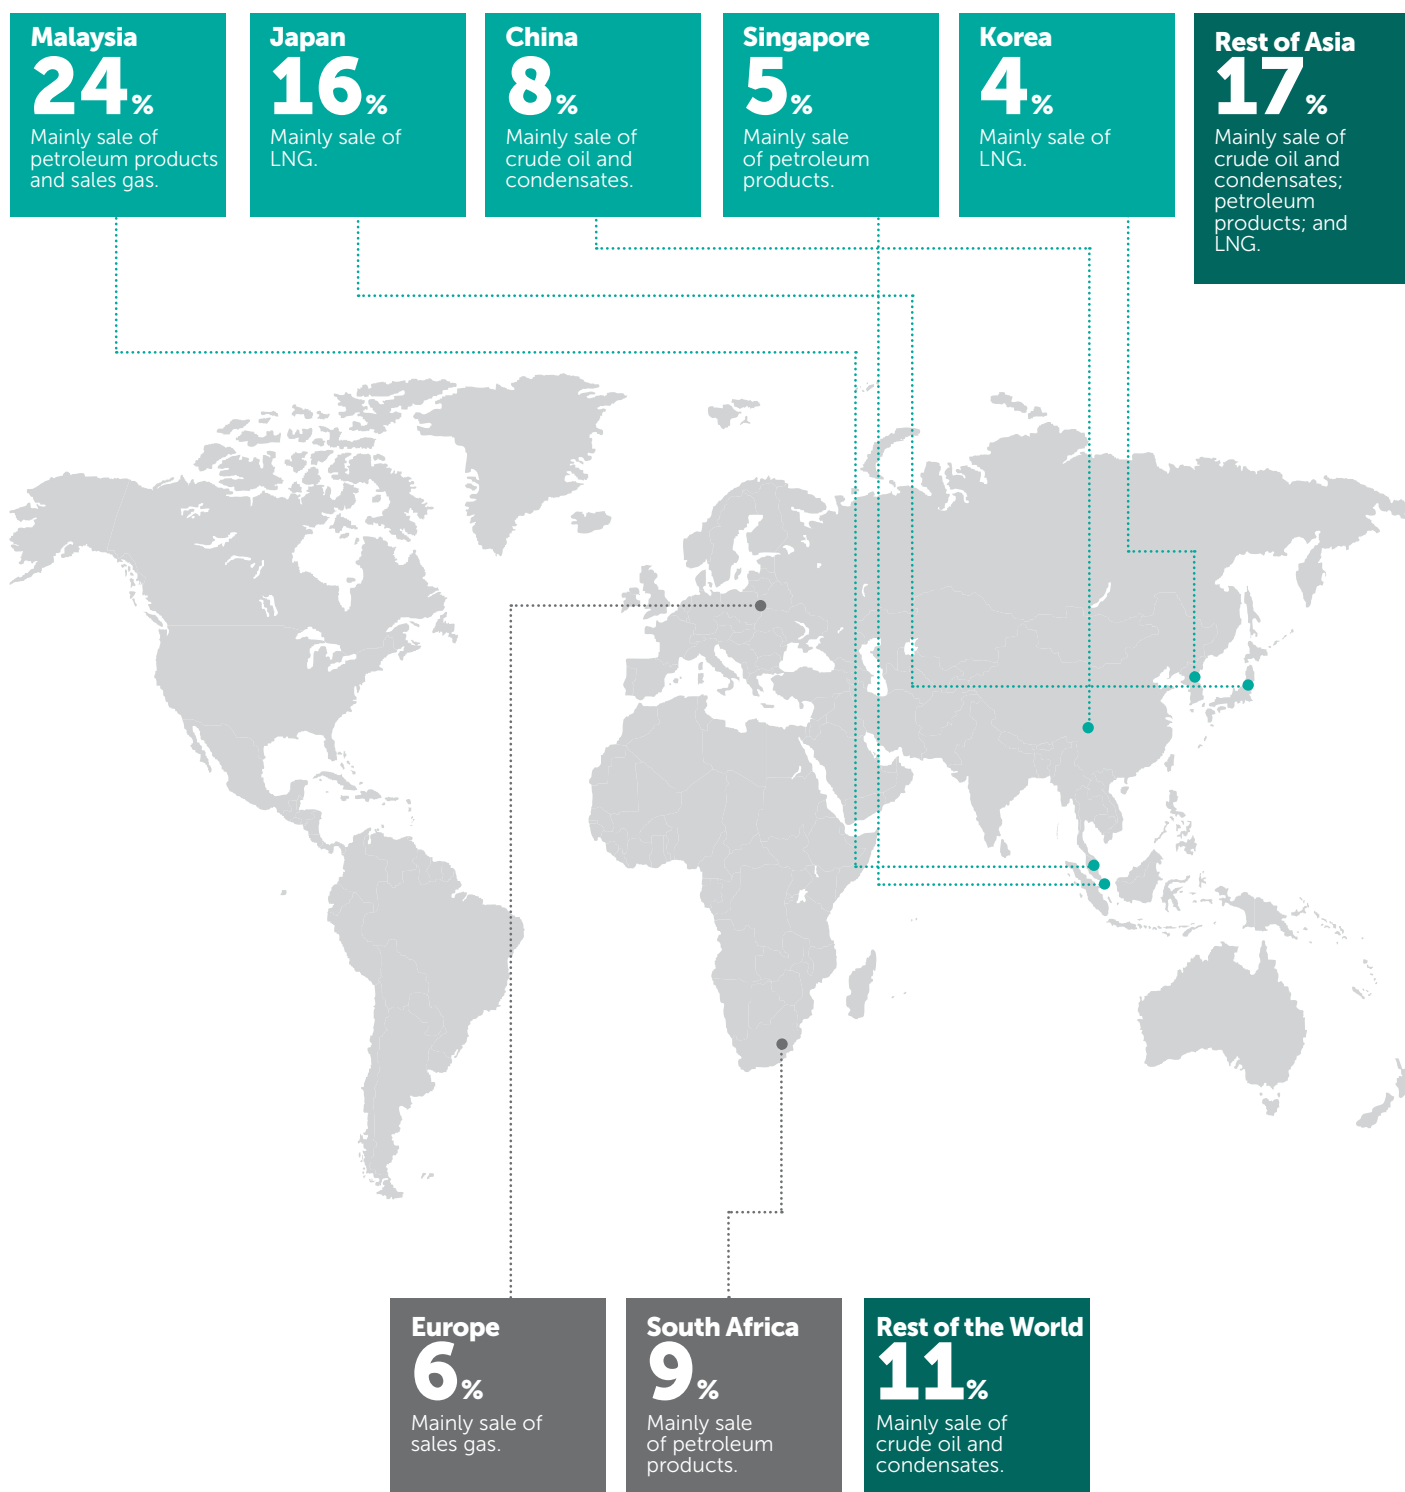 Malaysia
24%
Mainly sale of
petroleum products
and sales gas.
Japan
16%
Mainly sale of
LNG.
China
8%
Mainly sale of
crude oil and
condensates.
Singapore
5%
Mainly sale
of petroleum
products.
Korea
4%
Mainly sale of
LNG.
Rest of Asia
17%
Mainly sale of
crude oil and
condensates;
petroleum
products; and
LNG.
Europe
6%
Mainly sale of
sales gas.
South Africa
9%
Mainly sale
of petroleum
products.
Rest of the World
11%
Mainly sale of
crude oil and
condensates.